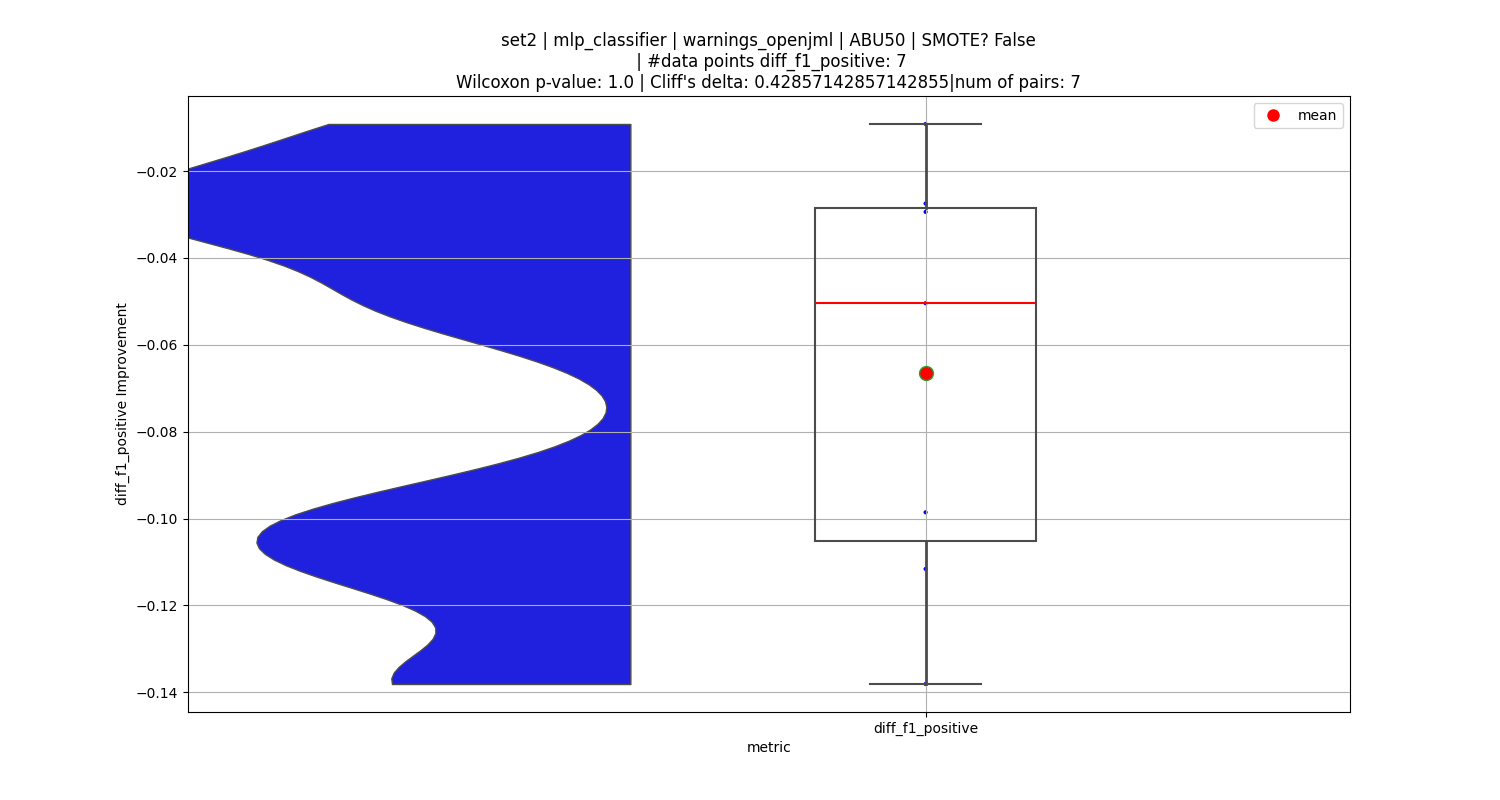 set2 | mlp_classifier | warnings_openjml | ABU50 | SMOTE? False
| #data points diff_f1_positive: 7
Wilcoxon p-value: 1.0 | Cliff's delta: 0.42857142857142855|num of pairs: 7
mean
−0.02
−0.04
−0.06
−0.08
−0.10
−0.12
−0.14
diff_f1_positive Improvement
diff_f1_positive
metric